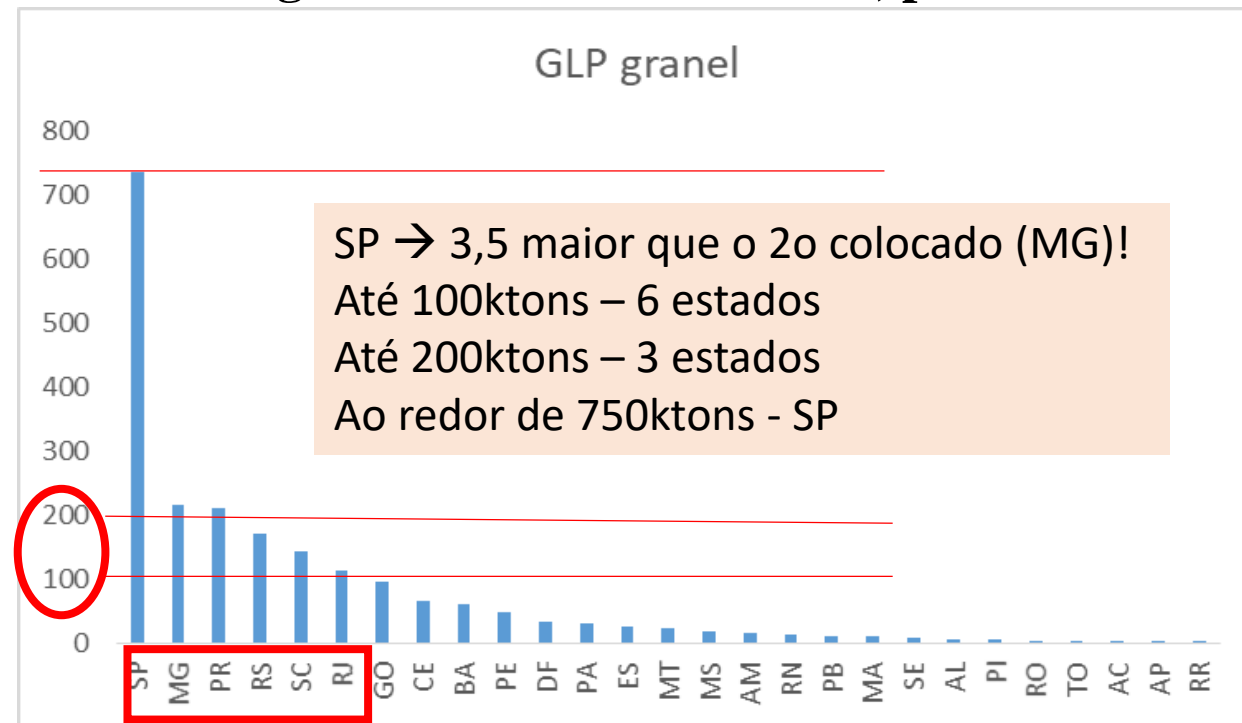 GLP granel
800
700
600
500
400
300
200
100
0
SP → 3,5 maior que o 2o colocado (MG)!
Até 100ktons – 6 estados
Até 200ktons – 3 estados
Ao redor de 750ktons - SP
SP MG PR RS SC RJ GO CE BA PE DF PA ES MT MS AM RN PB MA SE AL PI RO TO AC AP RR